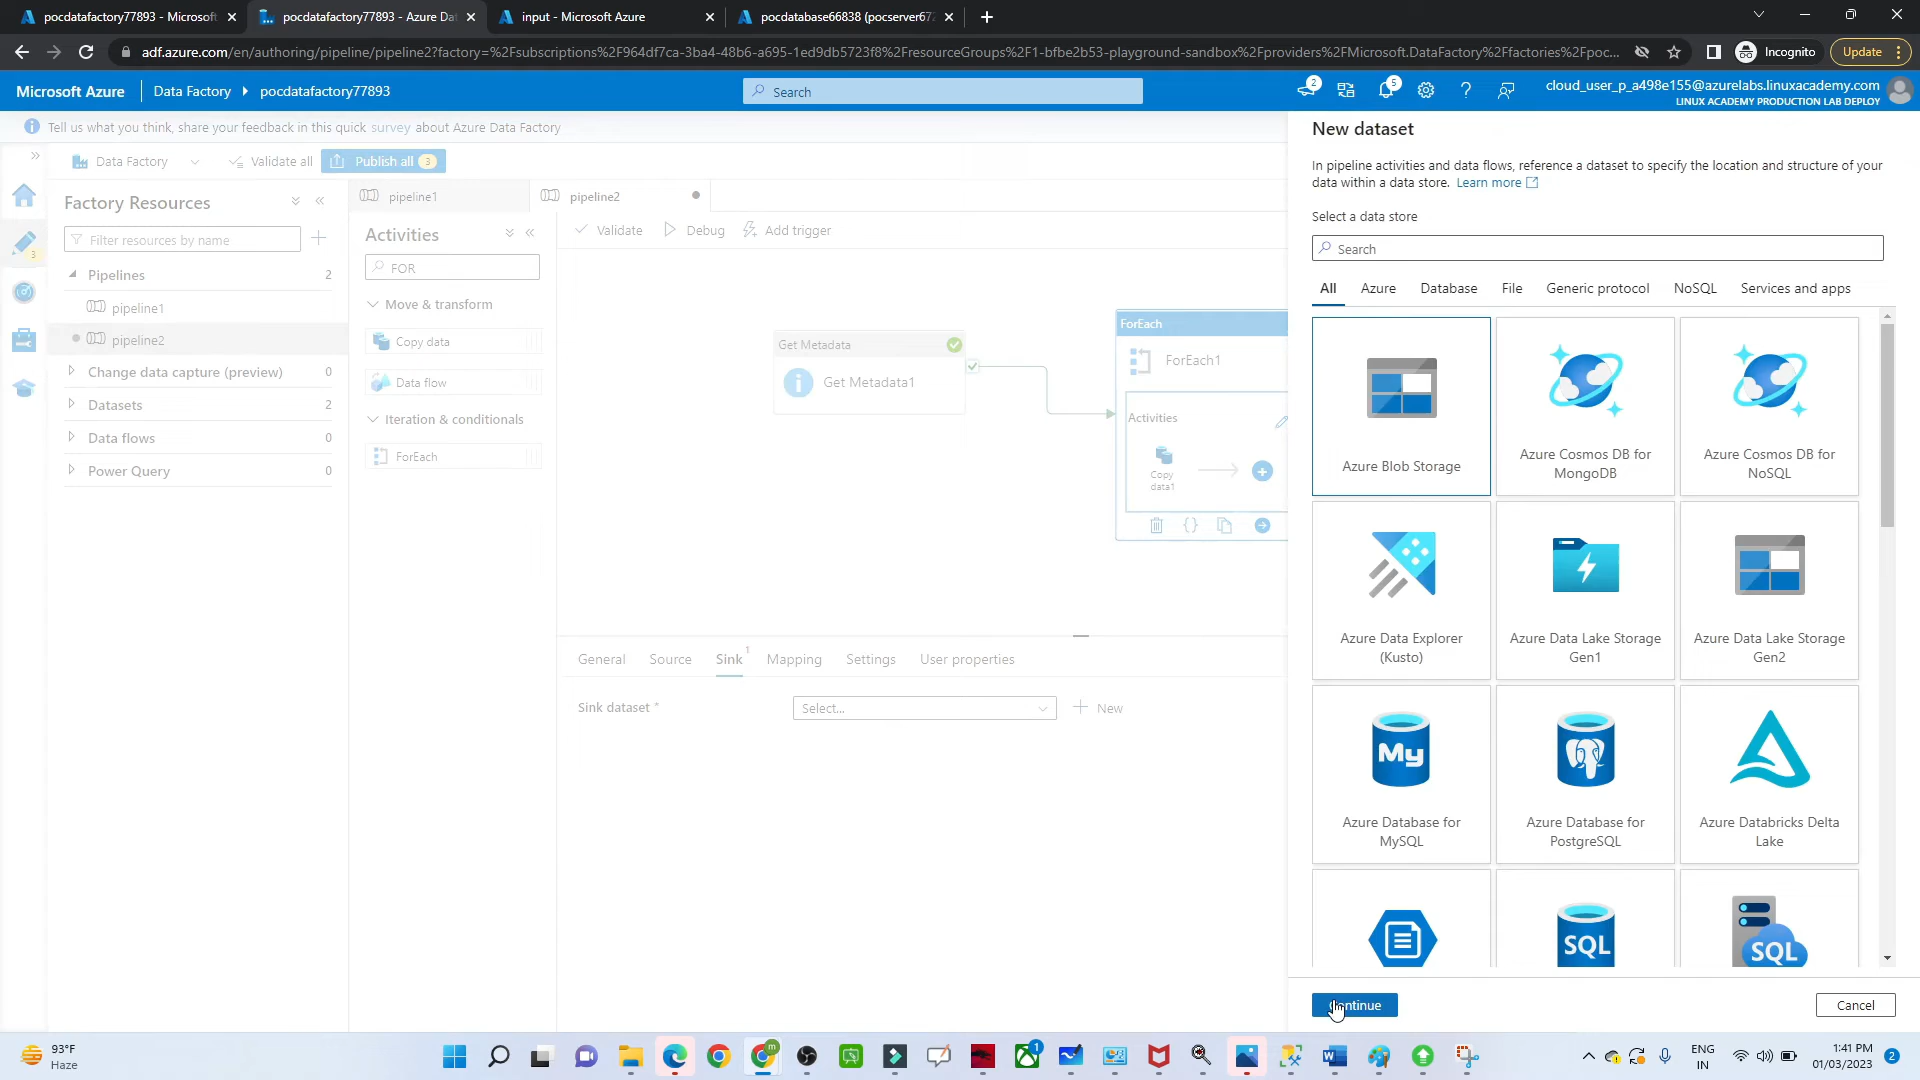 pocdatafactory77893 - Microsoft
pocdatafactory77893 - Azure Dat
input - Microsoft Azure
pocdatabase66838 (pocserver67
adf.azure.com/en/authoring/pipeline/pipeline2?factory=%2Fsubscriptions%2F964df7ca-3ba4-48b6-a695-1ed9db5723f8%2FresourceGroups%2F1-bfbe2b53-playground-sandbox%2Fproviders%2FMicrosoft.DataFactory%2Ffactories%2Fpoc...
Incognito
Update
Microsoft Azure
Data Factory
pocdatafactory77893
Search
2
5
cloud_user_p_a498e155@azurelabs.linuxacademy.com
LINUX ACADEMY PRODUCTION LAB DEPLOY
Tell us what you think, share your feedback in this quick survey about Azure Data Factory
Data Factory
Validate all
Publish all 3
Factory Resources
Filter resources by name
3
Pipelines 2
pipeline1
pipeline2
Change data capture (preview) 0
Datasets 2
Data flows 0
Power Query 0
pipeline1
pipeline2
Activities
FOR
Move & transform
Copy data
Data flow
Iteration & conditionals
ForEach
Validate
Debug
Add trigger
Get Metadata
Get Metadata1
ForEach
ForEach1
Activities
Copy
data1
General
Source
Sink 1
Mapping
Settings
User properties
Sink dataset *
Select...
New
New dataset
In pipeline activities and data flows, reference a dataset to specify the location and structure of your
data within a data store. Learn more
Select a data store
Search
All
Azure
Database
File
Generic protocol
NoSQL
Services and apps
Azure Blob Storage
Azure Cosmos DB for
MongoDB
Azure Cosmos DB for
NoSQL
Azure Data Explorer
(Kusto)
Azure Data Lake Storage
Gen1
Azure Data Lake Storage
Gen2
My
Azure Database for
MySQL
Azure Database for
PostgreSQL
Azure Databricks Delta
Lake
SQL
SQL
Continue
Cancel
93°F
Haze
m
1
ENG
IN
1:41 PM
01/03/2023
2